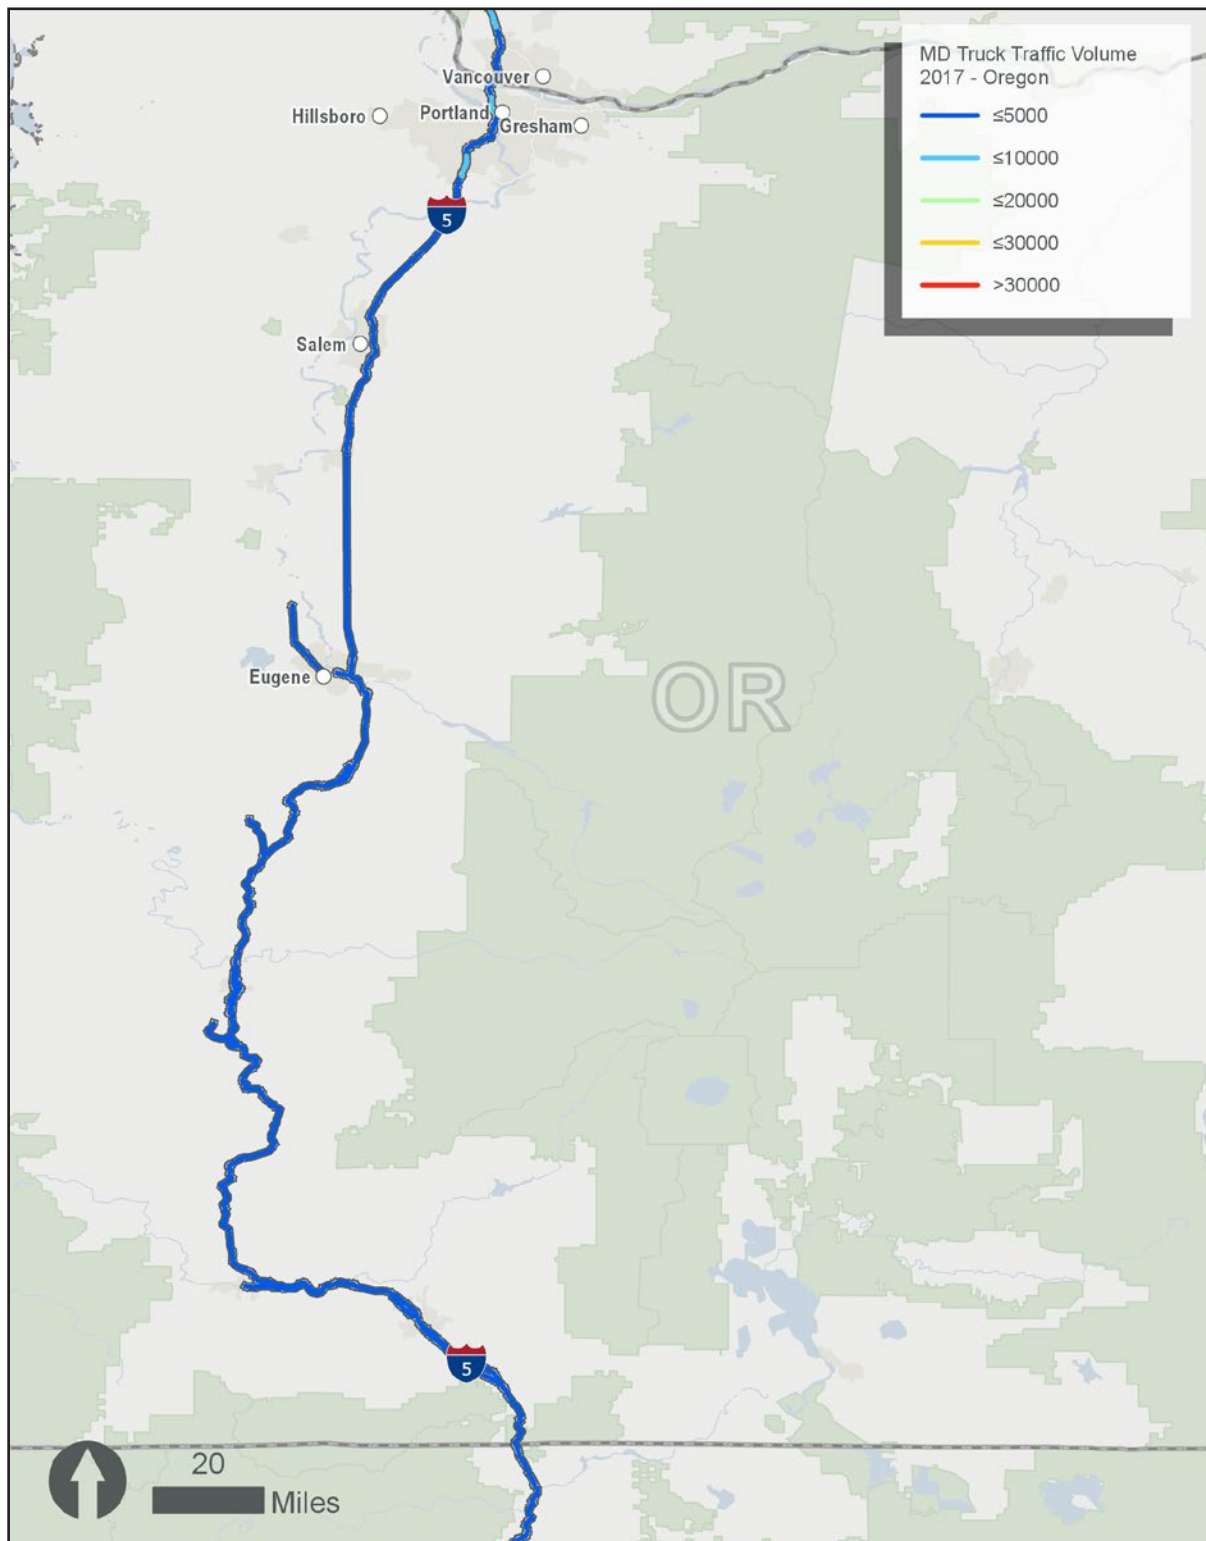 MD Truck Traffic Volume
2017 - Oregon
≤5000
≤10000
≤20000
≤30000
>30000
Vancouver
Hillsboro
Portland
Gresham
5
Salem
Eugene
OR
5
20
Miles